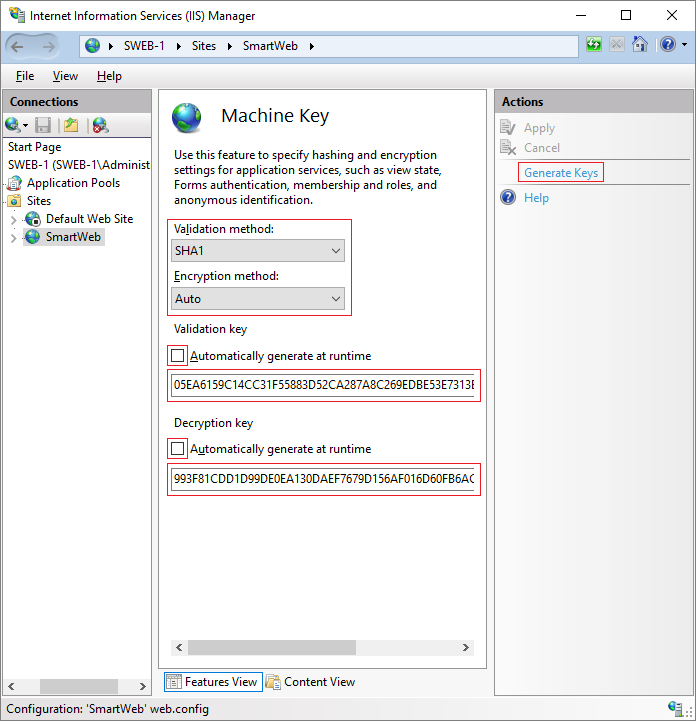 Internet Information Services (IIS) Manager
SWEB-1 Sites SmartWeb
File View Help
Connections
Start Page
SWEB-1 (SWEB-1\Administ
Application Pools
Sites
Default Web Site
SmartWeb
Machine Key
Use this feature to specify hashing and encryption
settings for application services, such as view state,
Forms authentication, membership and roles, and
anonymous identification.
Validation method:
SHA1
Encryption method:
Auto
Validation key
Automatically generate at runtime
05EA6159C14CC31F55883D52CA287A8C269EDBE53E7313E
Decryption key
Automatically generate at runtime
993F81CDD1D99DE0EA130DAEF7679D156AF016D60FB6AC
Features View Content View
Actions
Apply
Cancel
Generate Keys
Help
Configuration: 'SmartWeb' web.config